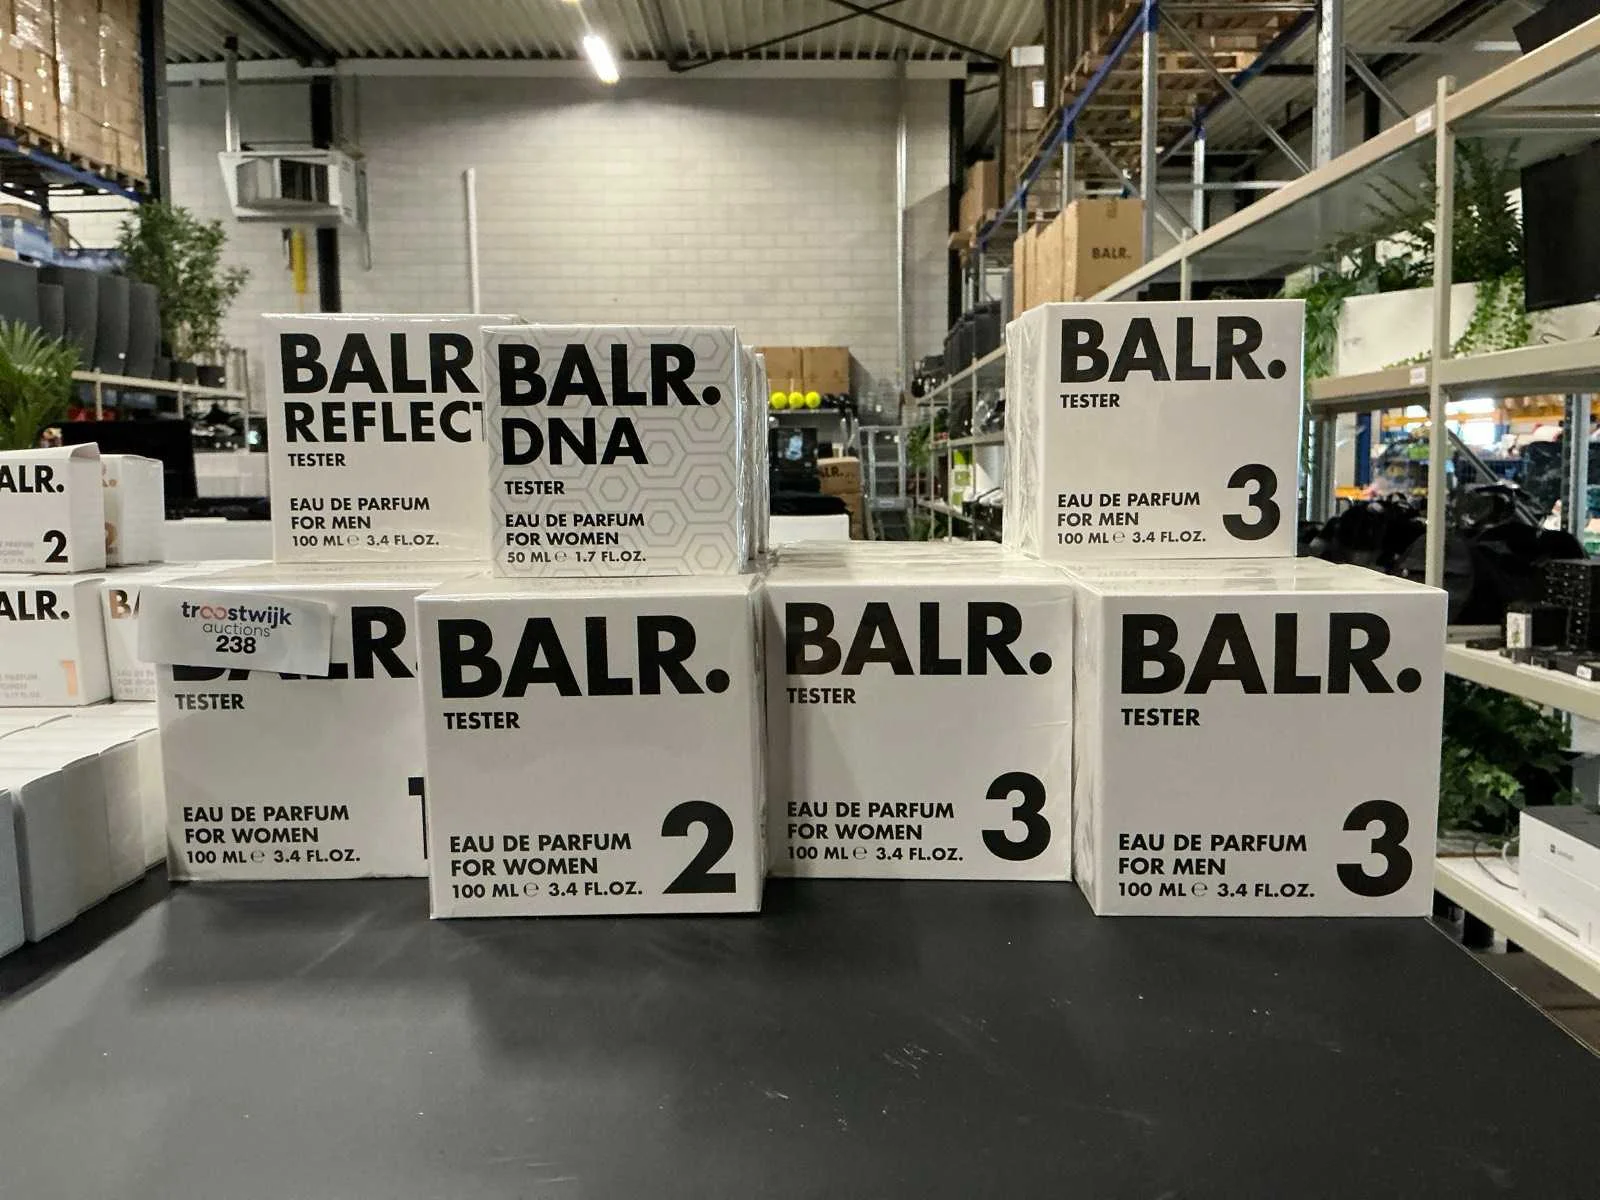 BALR.
BALR
REFLECT
TESTER
EAU DE PARFUM
FOR MEN
100 ML℮ 3.4 FL.OZ.
BALR.
DNA
TESTER
EAU DE PARFUM
FOR WOMEN
50 ML℮ 1.7 FL.OZ.
BALR.
TESTER
EAU DE PARFUM
FOR MEN
100 ML℮ 3.4 FL.OZ.
3
ALR.
2
ALR.
1
troostwijk
auctions
238
LR.
TESTER
EAU DE PARFUM
FOR WOMEN
100 ML℮ 3.4 FL.OZ.
1
BALR.
TESTER
EAU DE PARFUM
FOR WOMEN
100 ML℮ 3.4 FL.OZ.
2
BALR.
TESTER
EAU DE PARFUM
FOR WOMEN
100 ML℮ 3.4 FL.OZ.
3
BALR.
TESTER
EAU DE PARFUM
FOR MEN
100 ML℮ 3.4 FL.OZ.
3